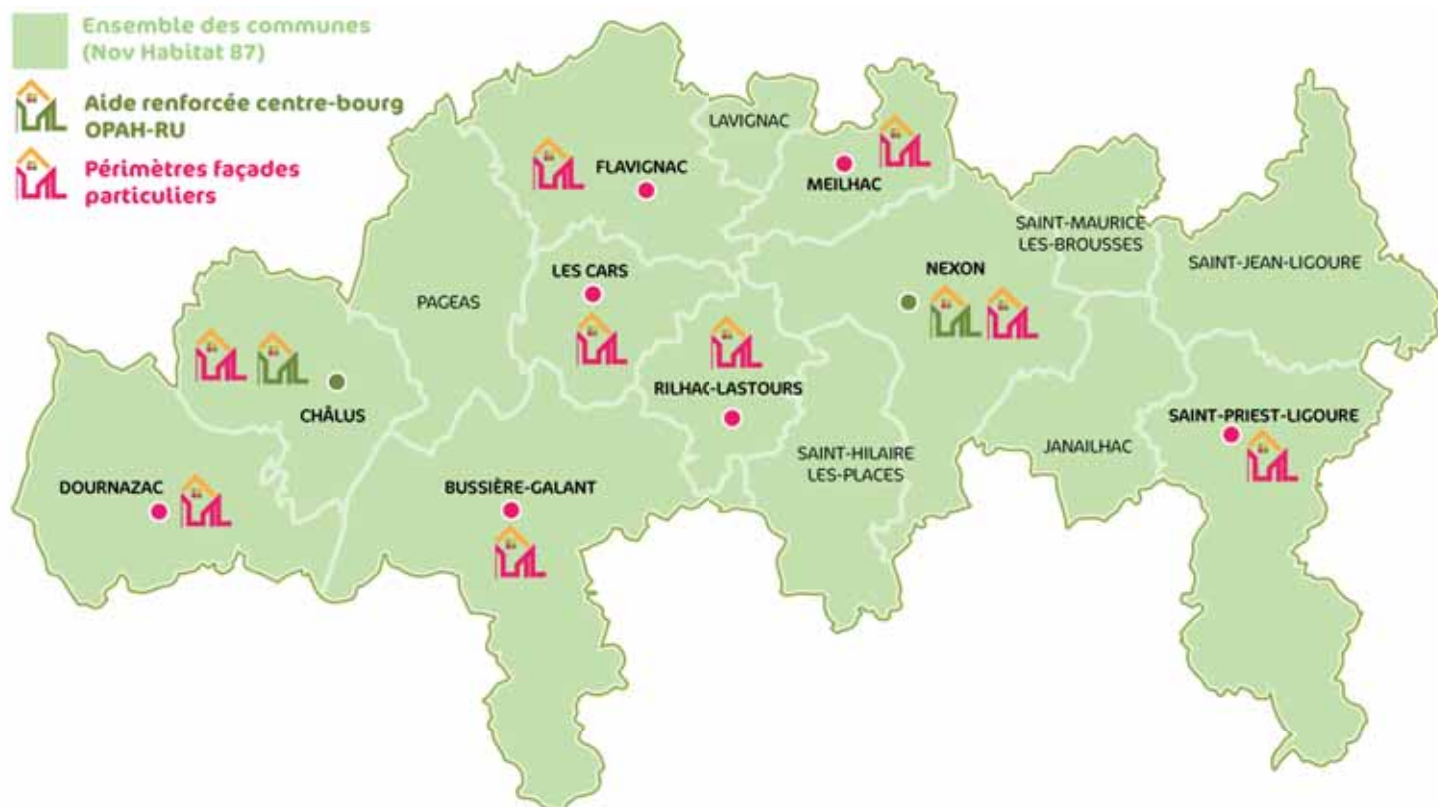 Ensemble des communes
(Nov Habitat 87)
Aide renforcée centre-bourg
OPAH-RU
Périmètres façades
particuliers
LAVIGNAC
FLAVIGNAC
MEILHAC
SAINT-MAURICE
LES-BROUSSES
SAINT-JEAN-LIGOURE
LES CARS
NEXON
PAGEAS
RILHAC-LASTOURS
CHÂLUS
SAINT-PRIEST-LIGOURE
JANAILHAC
SAINT-HILAIRE
LES-PLACES
DOURNAZAC
BUSSIÈRE-GALANT